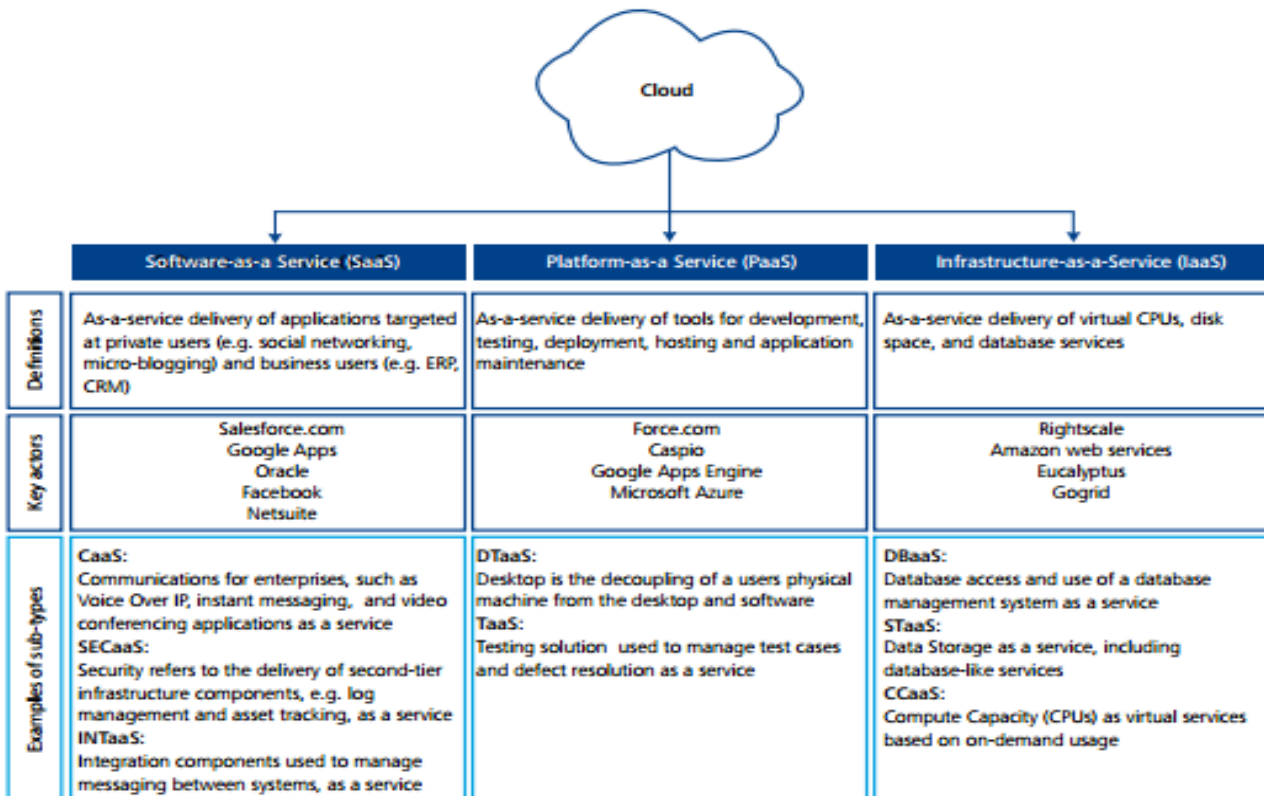 Cloud
Software-as-a Service (SaaS)
Platform-as-a Service (PaaS)
Infrastructure-as-a-Service (IaaS)
Definitions
As-a-service delivery of applications targeted
at private users (e.g. social networking,
micro-blogging) and business users (e.g. ERP,
CRM)
As-a-service delivery of tools for development,
testing, deployment, hosting and application
maintenance
As-a-service delivery of virtual CPUs, disk
space, and database services
Key actors
Salesforce.com
Google Apps
Oracle
Facebook
Netsuite
Force.com
Caspio
Google Apps Engine
Microsoft Azure
Rightscale
Amazon web services
Eucalyptus
Gogrid
Examples of sub-types
CaaS:
Communications for enterprises, such as
Voice Over IP, instant messaging, and video
conferencing applications as a service
SECaaS:
Security refers to the delivery of second-tier
infrastructure components, e.g. log
management and asset tracking, as a service
INTaaS:
Integration components used to manage
messaging between systems, as a service
DTaaS:
Desktop is the decoupling of a users physical
machine from the desktop and software
TaaS:
Testing solution used to manage test cases
and defect resolution as a service
DBaaS:
Database access and use of a database
management system as a service
STaaS:
Data Storage as a service, including
database-like services
CCaaS:
Compute Capacity (CPUs) as virtual services
based on on-demand usage